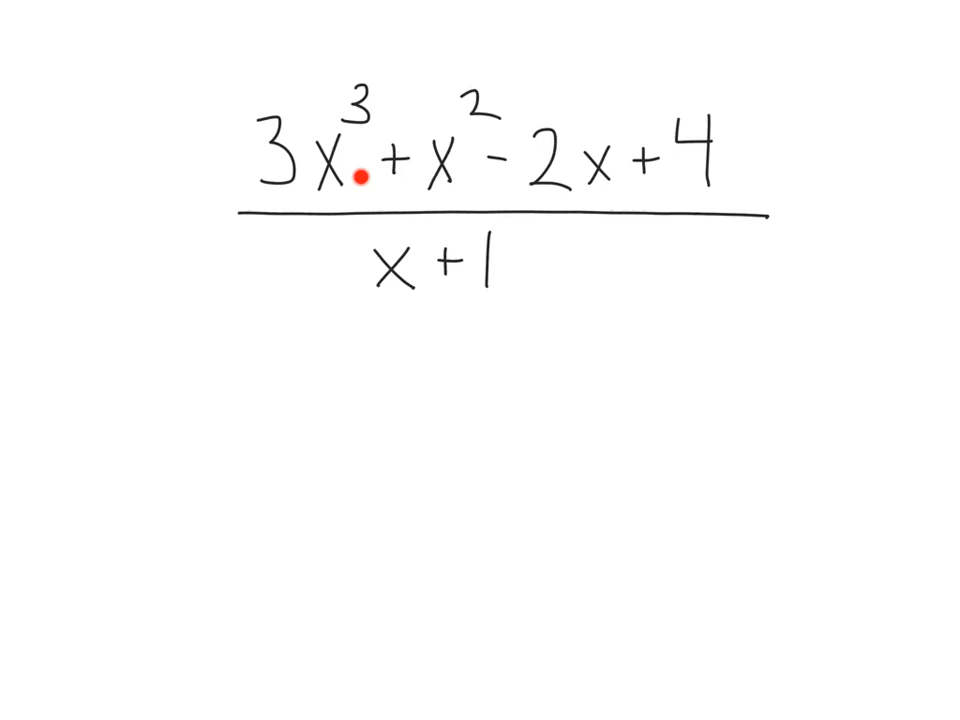 3x³ + x² - 2x + 4
x + 1